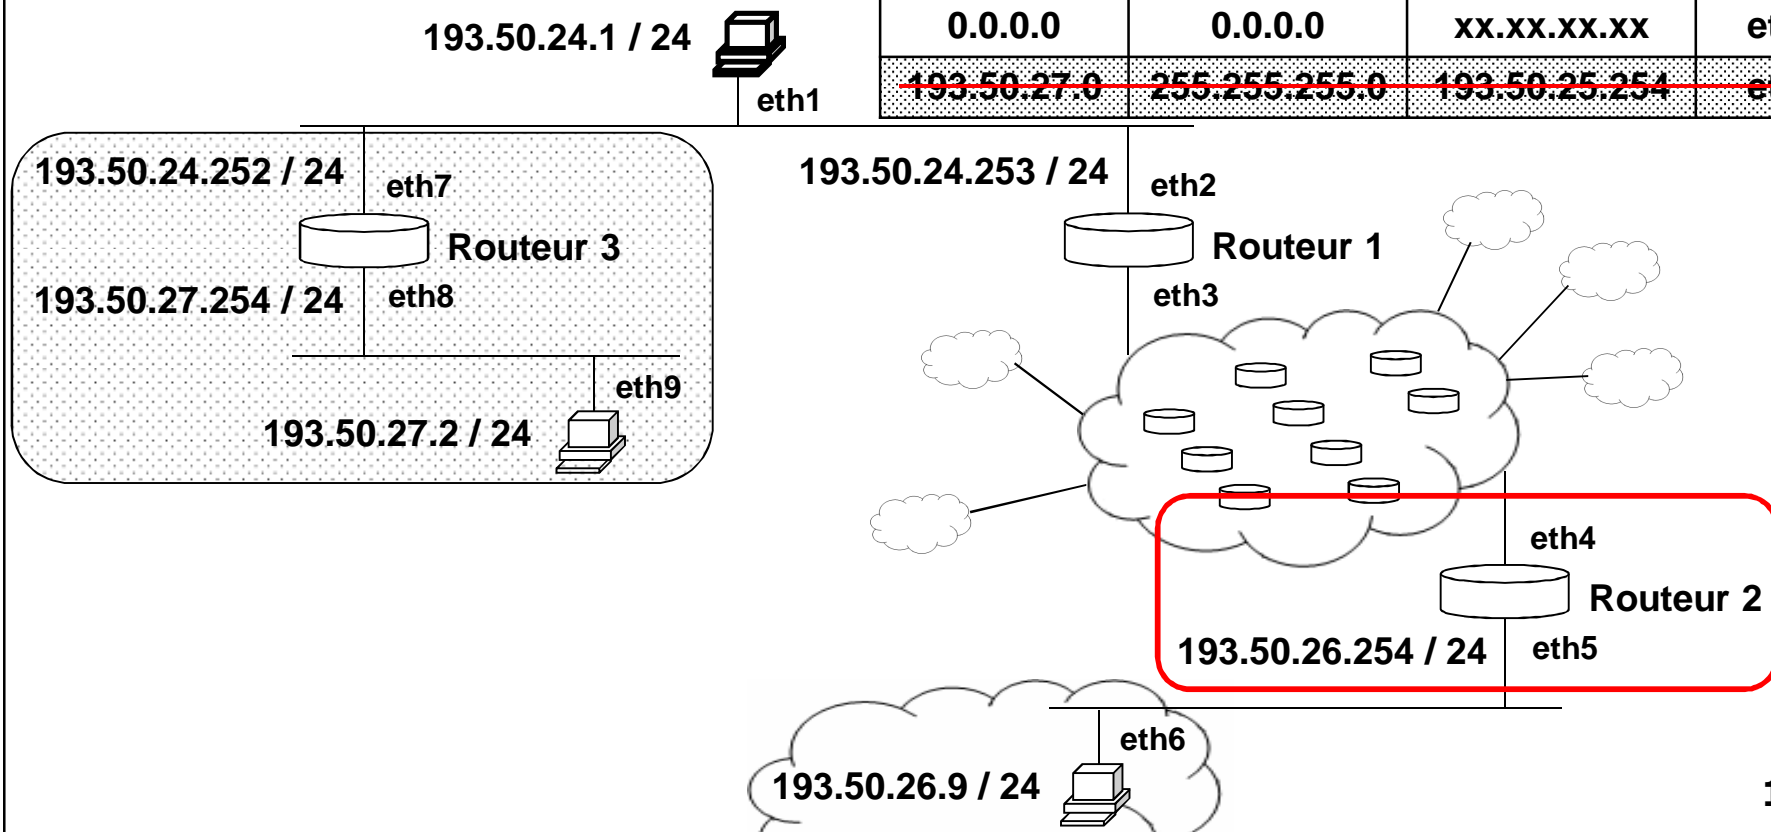 193.50.24.1 / 24
0.0.0.0 0.0.0.0 xx.xx.xx.xx
193.50.27.0 255.255.255.0 193.50.25.254
eth1
193.50.24.252 / 24
eth7
193.50.24.253 / 24
eth2
Routeur 3
Routeur 1
193.50.27.254 / 24
eth8
eth3
eth9
193.50.27.2 / 24
eth4
Routeur 2
193.50.26.254 / 24
eth5
eth6
193.50.26.9 / 24